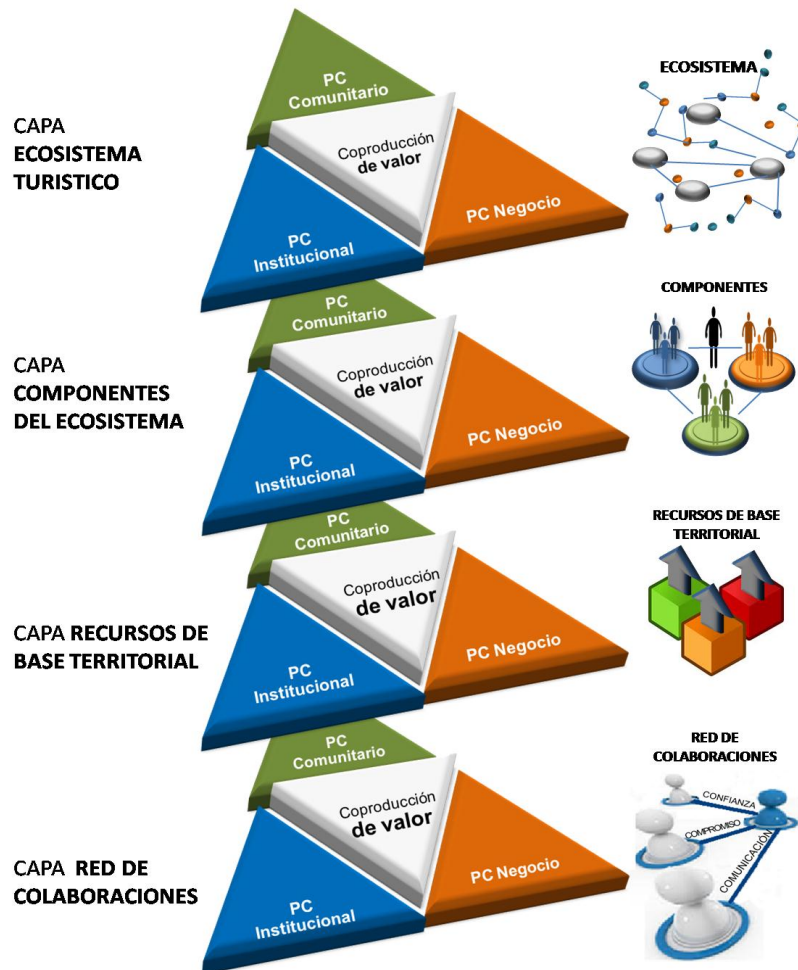 CAPA
ECOSISTEMA
TURISTICO
PC
Comunitario
Coproducción
de valor
PC
Institucional
PC Negocio
ECOSISTEMA
CAPA
COMPONENTES
DEL ECOSISTEMA
PC
Comunitario
Coproducción
de valor
PC
Institucional
PC Negocio
COMPONENTES
CAPA RECURSOS DE
BASE TERRITORIAL
PC
Comunitario
Coproducción
de valor
PC
Institucional
PC Negocio
RECURSOS DE BASE
TERRITORIAL
CAPA RED DE
COLABORACIONES
PC
Comunitario
Coproducción
de valor
PC
Institucional
PC Negocio
RED DE
COLABORACIONES
CONFIANZA
COMPROMISO
COMUNICACIÓN